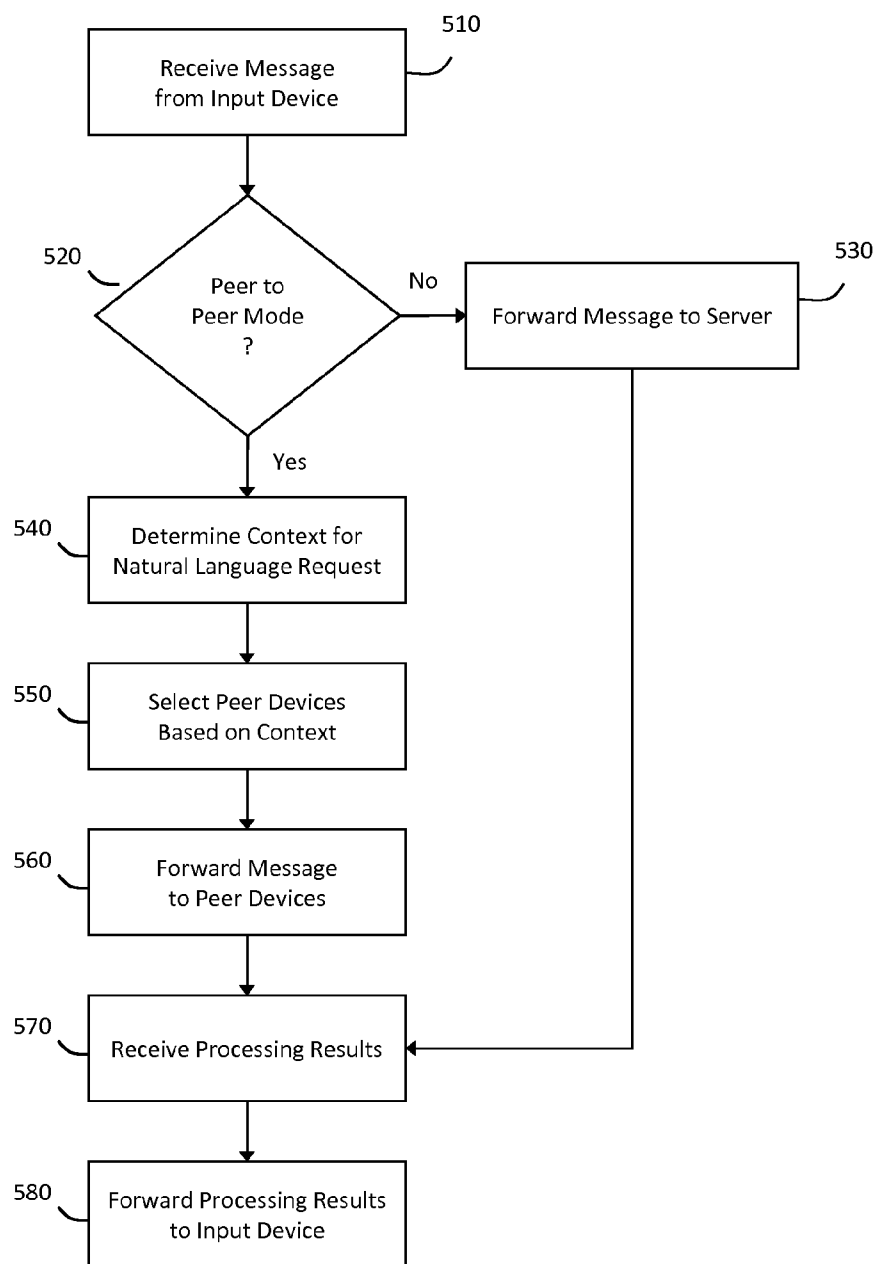 510
Receive Message
from Input Device
520
Peer to
Peer Mode
?
No
530
Forward Message to Server
Yes
540
Determine Context for
Natural Language Request
550
Select Peer Devices
Based on Context
560
Forward Message
to Peer Devices
570
Receive Processing Results
580
Forward Processing Results
to Input Device